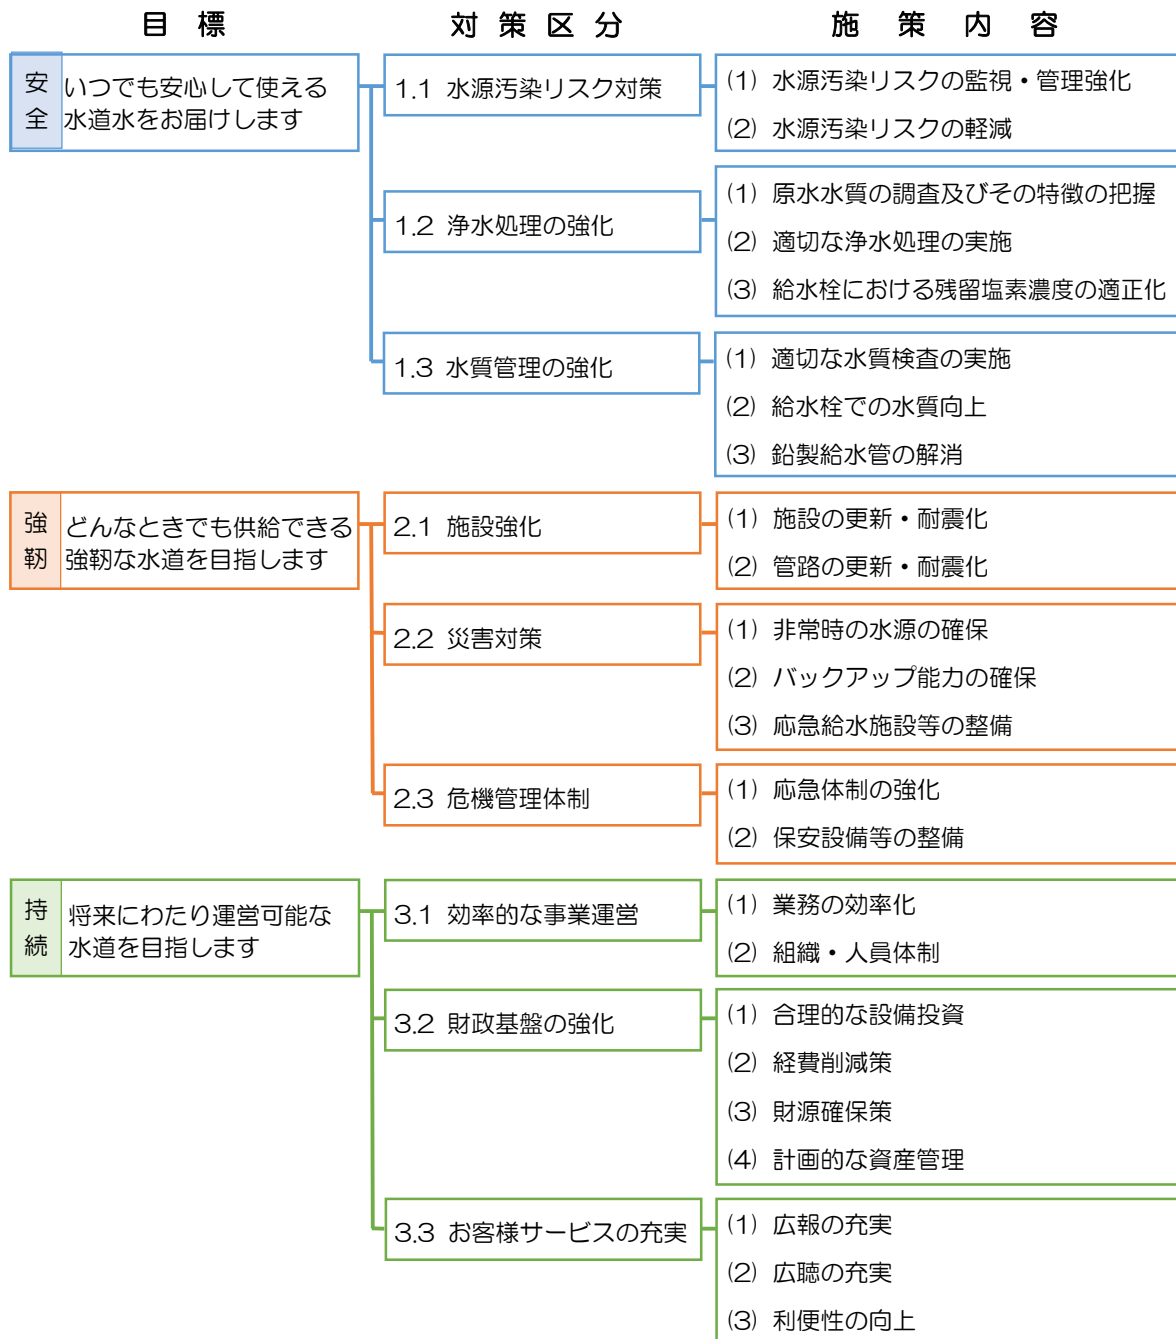 目標 対策区分 施策内容
安全
いつでも安心して使える
水道水をお届けします
1.1 水源汚染リスク対策
(1) 水源汚染リスクの監視・管理強化
(2) 水源汚染リスクの軽減
1.2 浄水処理の強化
(1) 原水水質の調査及びその特徴の把握
(2) 適切な浄水処理の実施
(3) 給水栓における残留塩素濃度の適正化
1.3 水質管理の強化
(1) 適切な水質検査の実施
(2) 給水栓での水質向上
(3) 鉛製給水管の解消
強靭
どんなときでも供給できる
強靭な水道を目指します
2.1 施設強化
(1) 施設の更新・耐震化
(2) 管路の更新・耐震化
2.2 災害対策
(1) 非常時の水源の確保
(2) バックアップ能力の確保
(3) 応急給水施設等の整備
2.3 危機管理体制
(1) 応急体制の強化
(2) 保安設備等の整備
持続
将来にわたり運営可能な
水道を目指します
3.1 効率的な事業運営
(1) 業務の効率化
(2) 組織・人員体制
3.2 財政基盤の強化
(1) 合理的な設備投資
(2) 経費削減策
(3) 財源確保策
(4) 計画的な資産管理
3.3 お客様サービスの充実
(1) 広報の充実
(2) 広聴の充実
(3) 利便性の向上